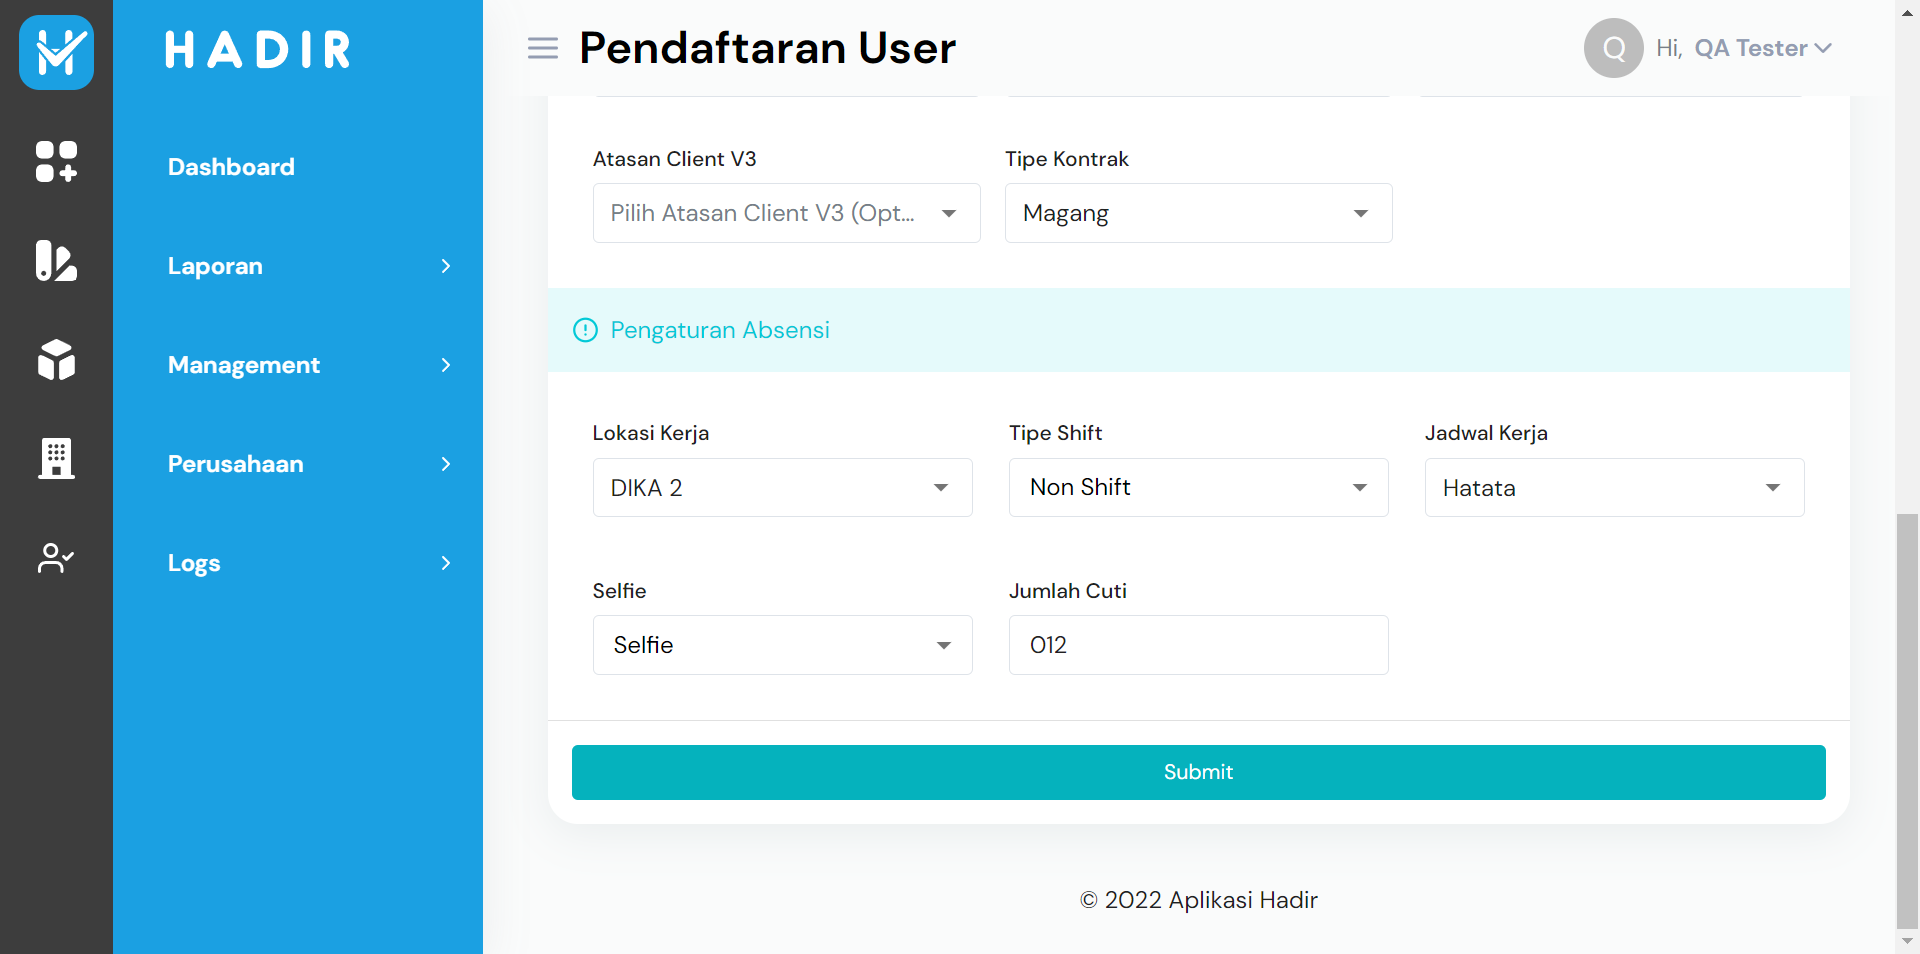 HADIR
Pendaftaran User
Q
Hi, QA Tester
Dashboard
Laporan
Management
Perusahaan
Logs
Atasan Client V3
Tipe Kontrak
Pilih Atasan Client V3 (Opt...
Magang
Pengaturan Absensi
Lokasi Kerja
Tipe Shift
Jadwal Kerja
DIKA 2
Non Shift
Hatata
Selfie
Jumlah Cuti
Selfie
012
Submit
© 2022 Aplikasi Hadir